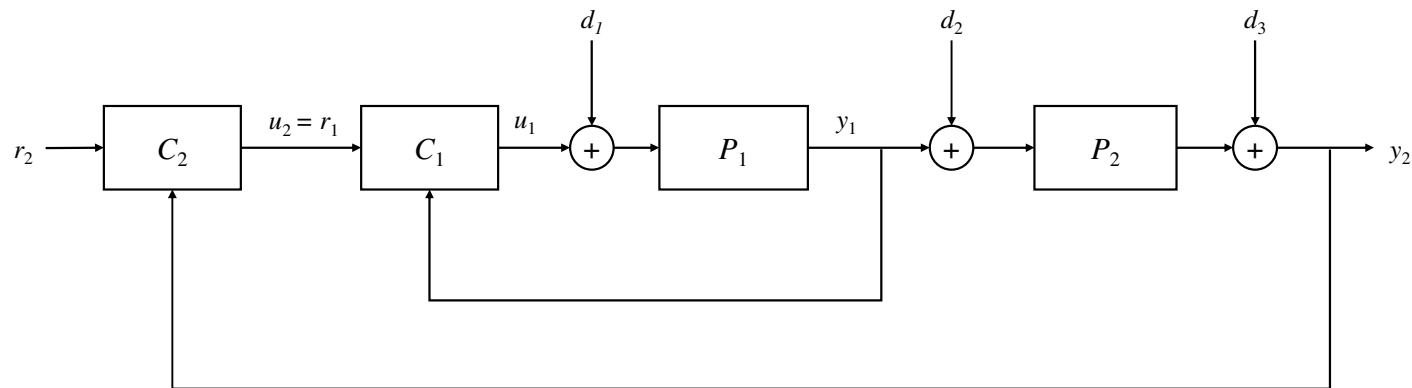 d₁
d₂
d₃
r₂
C₂
u₂ = r₁
C₁
u₁
+
P₁
y₁
+
P₂
+
y₂